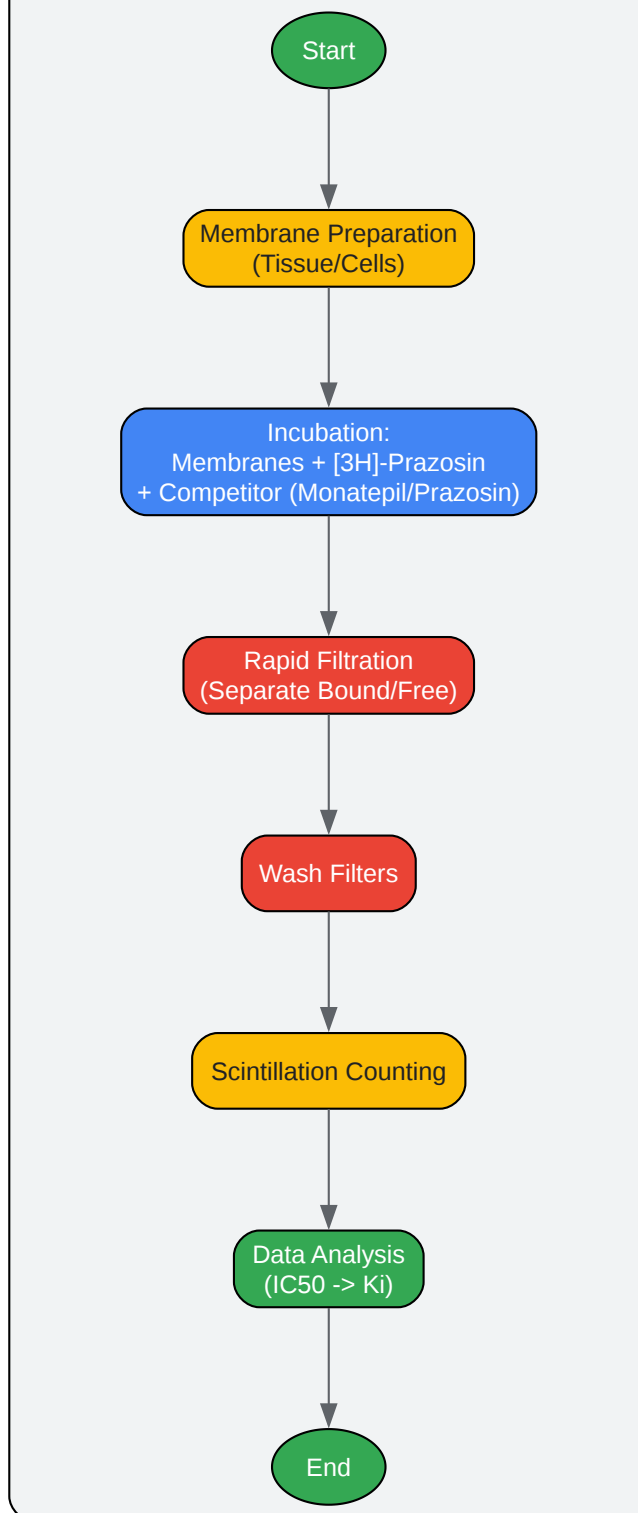 Start
Membrane Preparation
(Tissue/Cells)
Incubation:
Membranes + [3H]-Prazosin
+ Competitor (Monatepil/Prazosin)
Rapid Filtration
(Separate Bound/Free)
Wash Filters
Scintillation Counting
Data Analysis
(IC50 -> Ki)
End